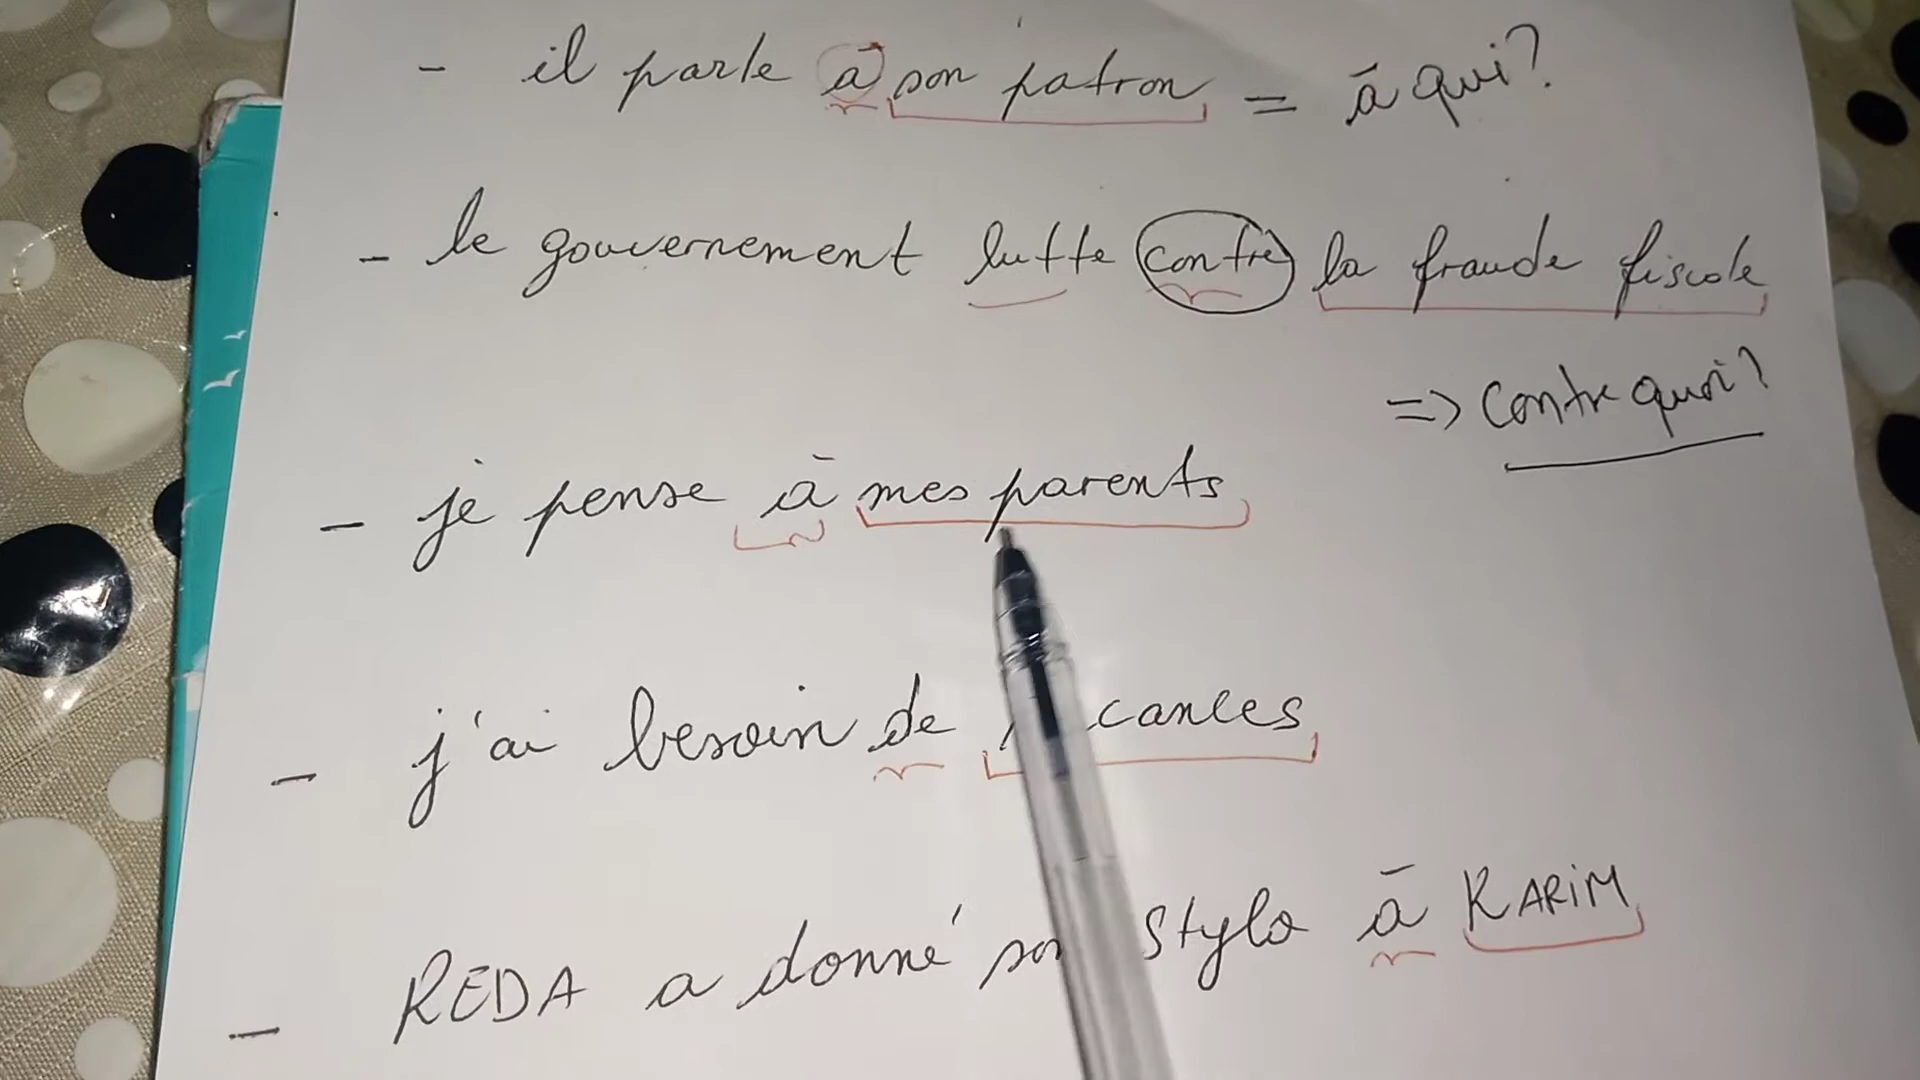 - il parle à son patron = à qui?
- le gouvernement lutte contre la fraude fiscale
=> Contre quoi?
- je pense à mes parents
- j'ai besoin de
- REDA a donné stylo à KARIM